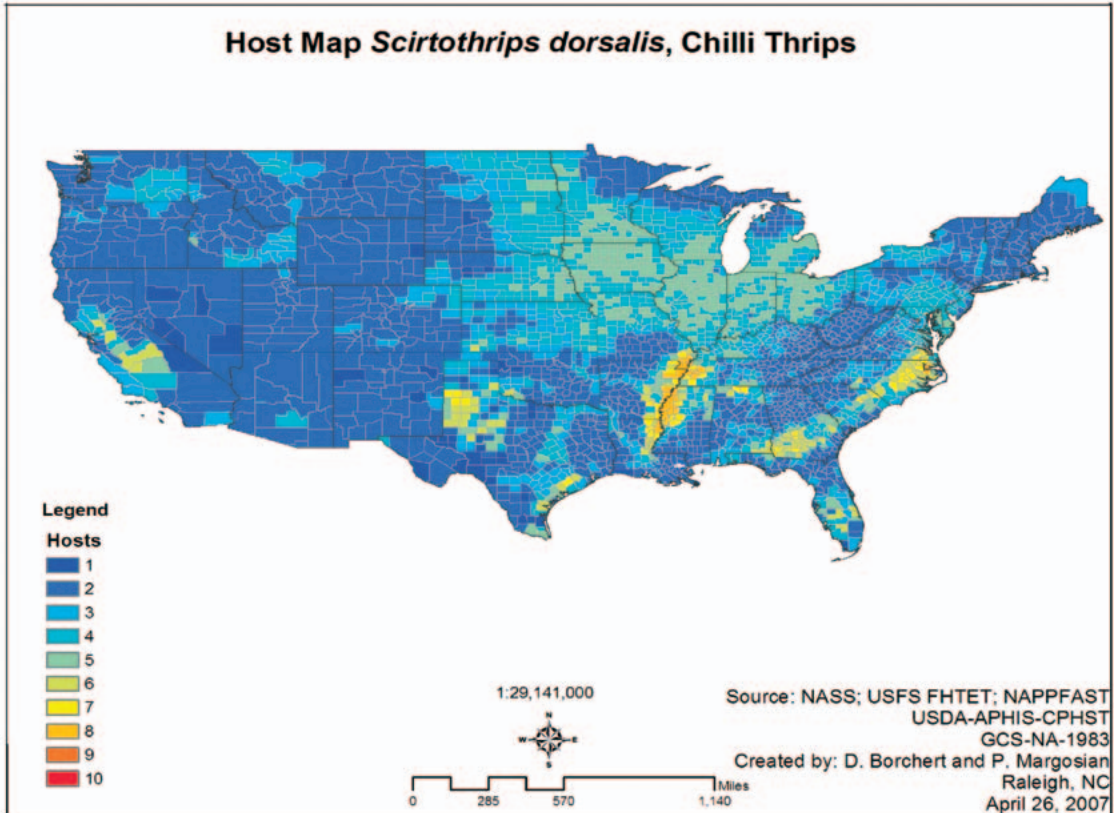 Host Map Scirtothrips dorsalis, Chilli Thrips
Legend
Hosts
1
2
3
4
5
6
7
8
9
10
1:29,141,000
N
W E
S
0 285 570 1,140
Miles
Source: NASS; USFS FHTET; NAPPFAST
USDA-APHIS-CPHST
GCS-NA-1983
Created by: D. Borchert and P. Margosian
Raleigh, NC
April 26, 2007